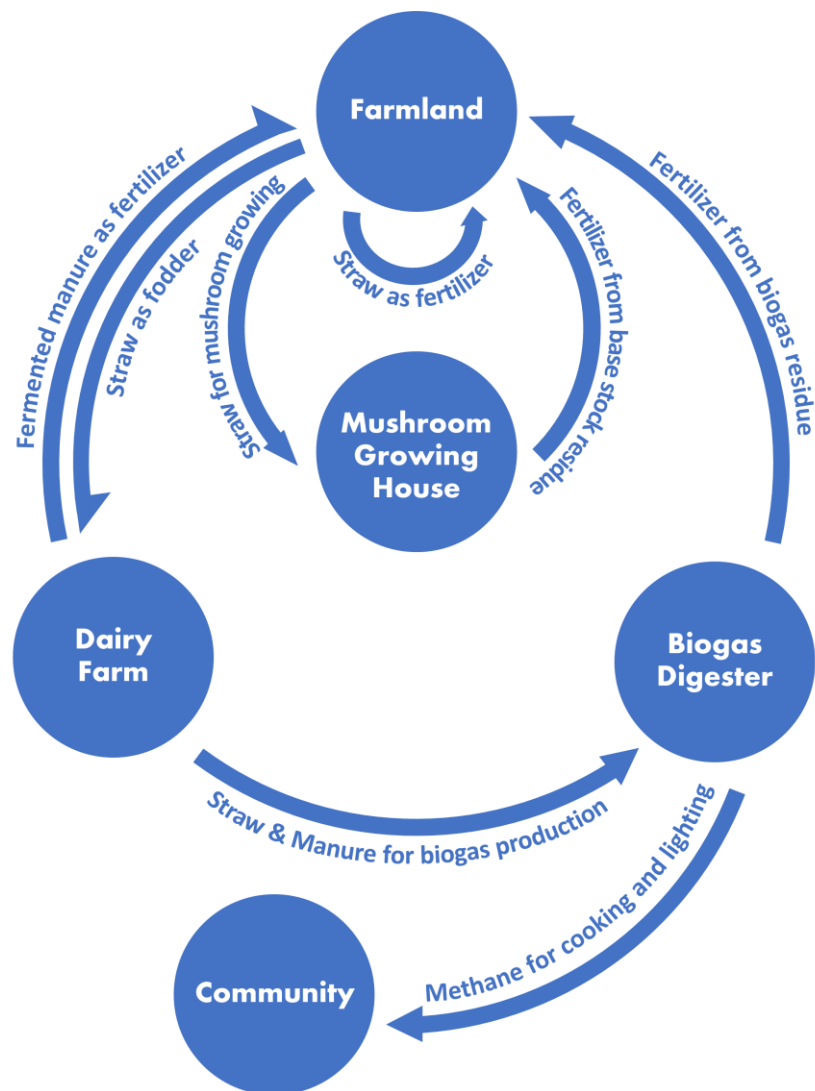 Farmland
Fermented manure as fertilizer
Straw as fodder
Straw for mushroom growing
Straw as fertilizer
Fertilizer from base stock residue
Fertilizer from biogas residue
Mushroom
Growing
House
Dairy
Farm
Biogas
Digester
Straw & Manure for biogas production
Methane for cooking and lighting
Community